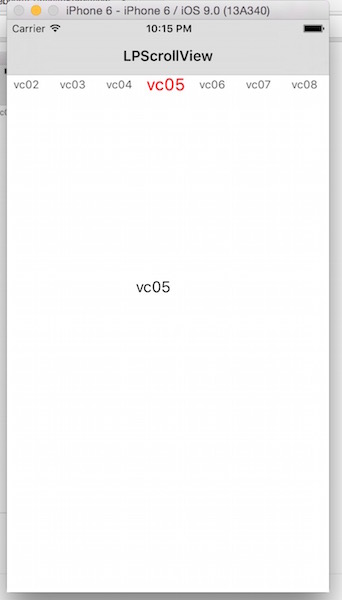 iPhone 6 - iPhone 6 / iOS 9.0 (13A340)
Carrier 10:15 PM
LPScrollView
vc02 vc03 vc04 vc05 vc06 vc07 vc08
vc05